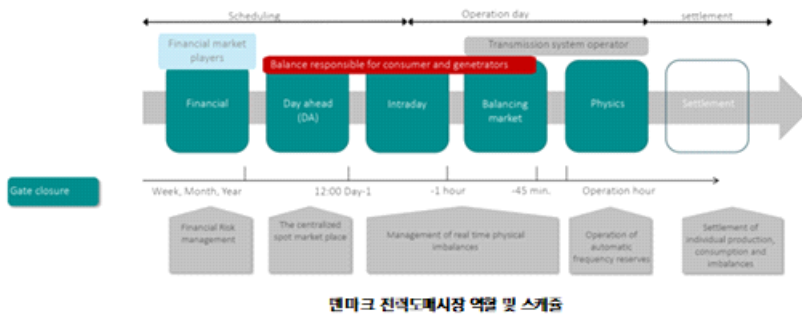 Scheduling
Operation day
settlement
Financial market
players
Transmission system operator
Balance responsible for consumer and genetrators
Financial
Day ahead
(DA)
Intraday
Balancing
market
Physics
Settlement
Gate closure
Week, Month, Year
12:00 Day-1
-1 hour
-45 min.
Operation hour
Financial Risk
management
The centralized
spot market place
Management of real time physical
imbalances
Operation of
automatic
frequency reserves
Settlement
of individual production,
consumption and
imbalances
덴마크 전력도매시장 역할 및 스케줄